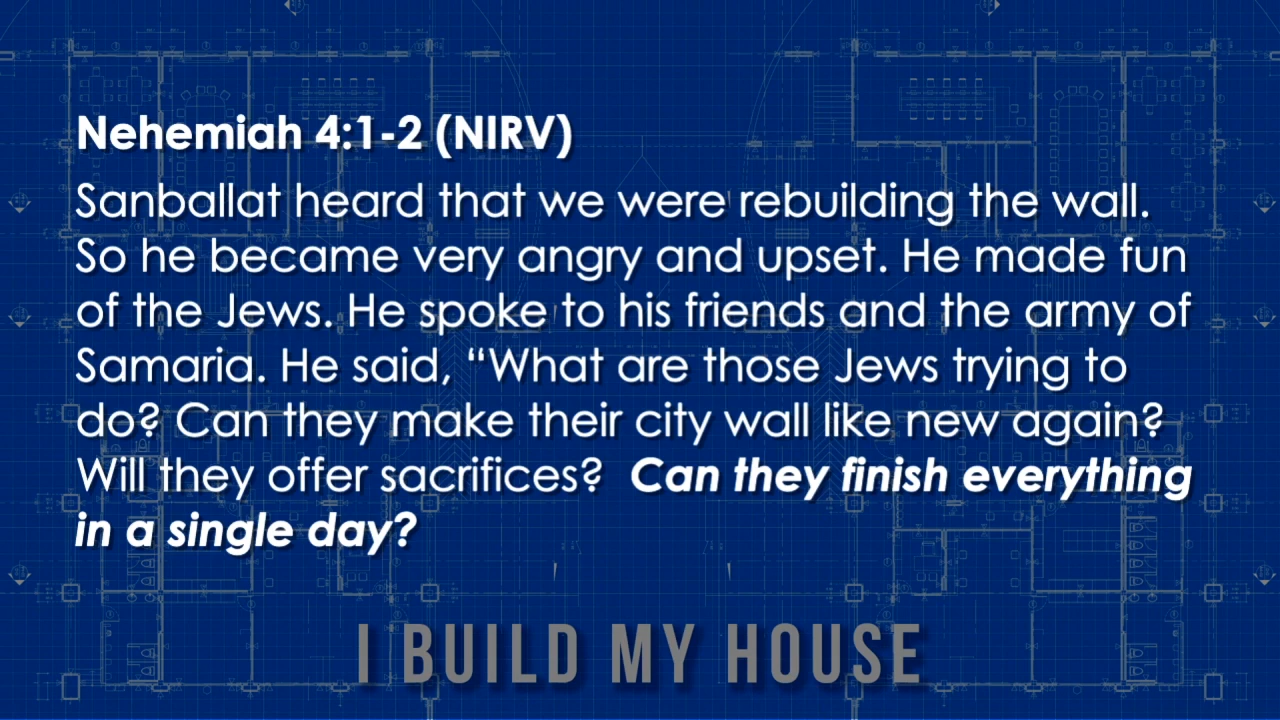 Nehemiah 4:1-2 (NIRV)
Sanballat heard that we were rebuilding the wall.
So he became very angry and upset. He made fun
of the Jews. He spoke to his friends and the army of
Samaria. He said, “What are those Jews trying to
do? Can they make their city wall like new again?
Will they offer sacrifices?  Can they finish everything
in a single day?
I BUILD MY HOUSE